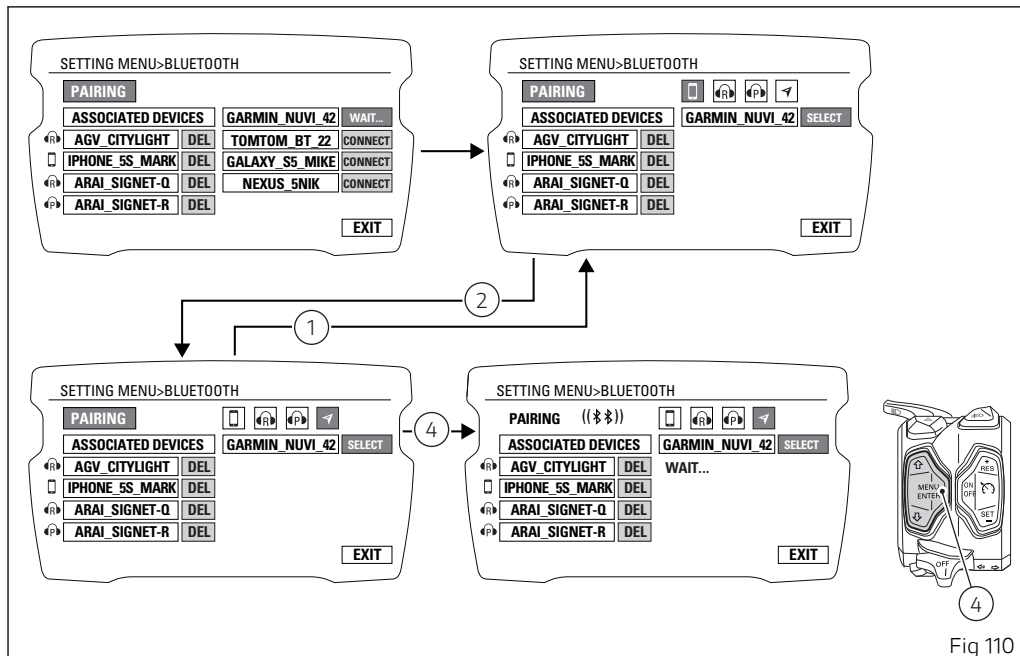 SETTING MENU>BLUETOOTH
PAIRING
ASSOCIATED DEVICES GARMIN_NUVI_42 WAIT...
R AGV_CITYLIGHT DEL TOMTOM_BT_22 CONNECT
IPHONE_5S_MARK DEL GALAXY_S5_MIKE CONNECT
R ARAI_SIGNET-Q DEL NEXUS_5NIK CONNECT
P ARAI_SIGNET-R DEL
EXIT
SETTING MENU>BLUETOOTH
PAIRING R P
ASSOCIATED DEVICES GARMIN_NUVI_42 SELECT
R AGV_CITYLIGHT DEL
IPHONE_5S_MARK DEL
R ARAI_SIGNET-Q DEL
P ARAI_SIGNET-R DEL
EXIT
2
1
SETTING MENU>BLUETOOTH
PAIRING R P
ASSOCIATED DEVICES GARMIN_NUVI_42 SELECT
R AGV_CITYLIGHT DEL
IPHONE_5S_MARK DEL
R ARAI_SIGNET-Q DEL
P ARAI_SIGNET-R DEL
EXIT
4
SETTING MENU>BLUETOOTH
PAIRING (( )) R P
ASSOCIATED DEVICES GARMIN_NUVI_42 SELECT
R AGV_CITYLIGHT DEL WAIT...
IPHONE_5S_MARK DEL
R ARAI_SIGNET-Q DEL
P ARAI_SIGNET-R DEL
EXIT
+
RES
MENU
ENTER
ON
OFF
SET
–
OFF
4
Fig 110